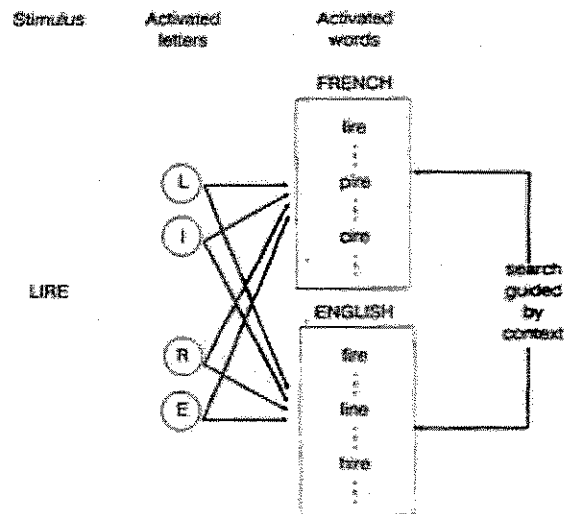 Stimulus
Activated
letters
Activated
words
FRENCH
lire
pire
cire
L
I
LIRE
R
E
ENGLISH
fire
line
hire
search
guided
by
context